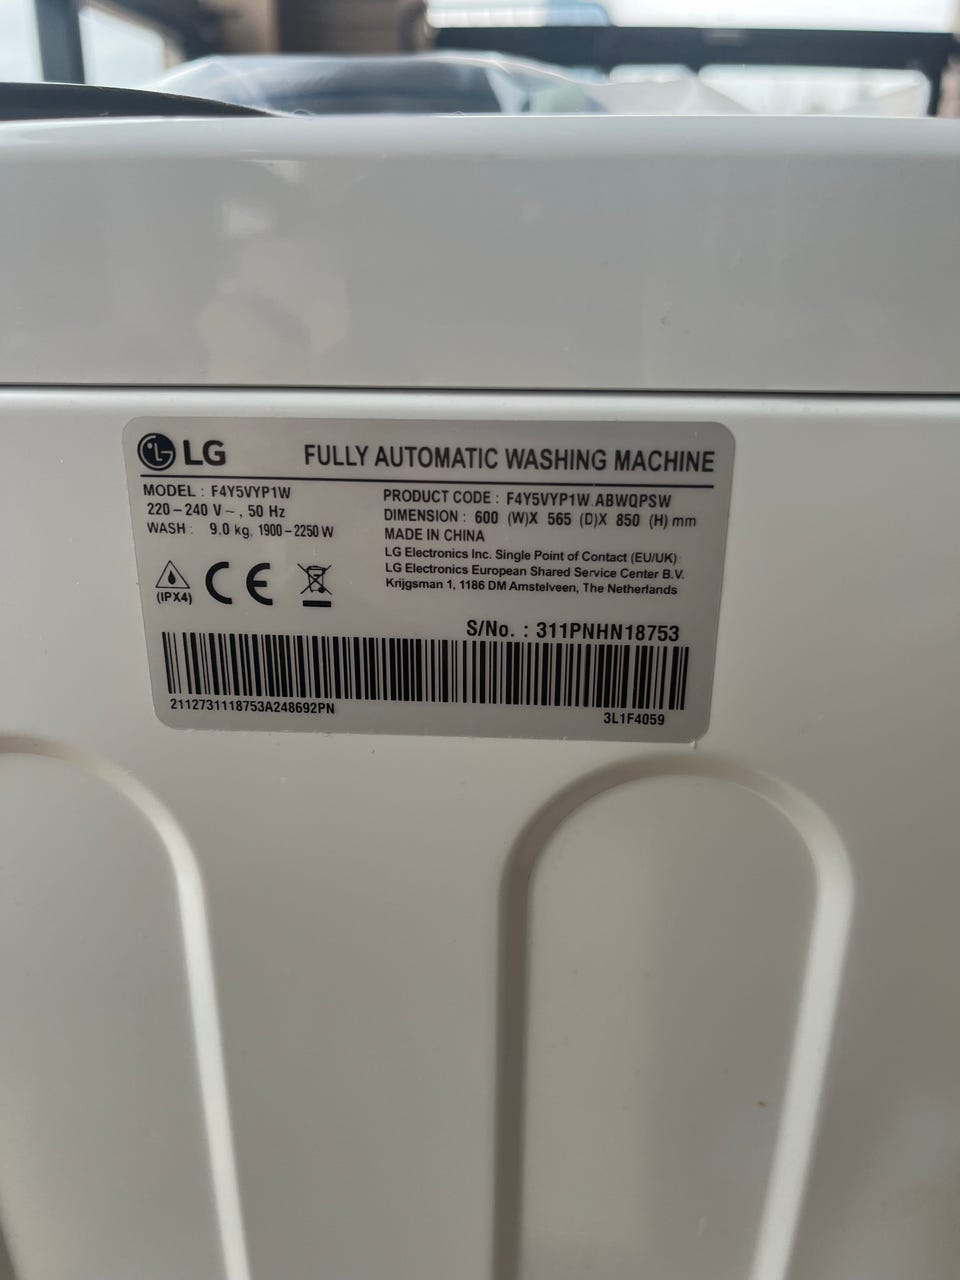 LG FULLY AUTOMATIC WASHING MACHINE
MODEL : F4Y5VYP1W
220-240 V~, 50 Hz
WASH : 9.0 kg, 1900-2250 W
PRODUCT CODE : F4Y5VYP1W.ABWQPSW
DIMENSION : 600 (W)X 565 (D)X 850 (H) mm
MADE IN CHINA
LG Electronics Inc. Single Point of Contact (EU/UK):
LG Electronics European Shared Service Center B.V.
Krijgsman 1, 1186 DM Amstelveen, The Netherlands
(IPX4) CE
S/No. : 311PNHN18753
2112731118753A248692PN
3L1F4059